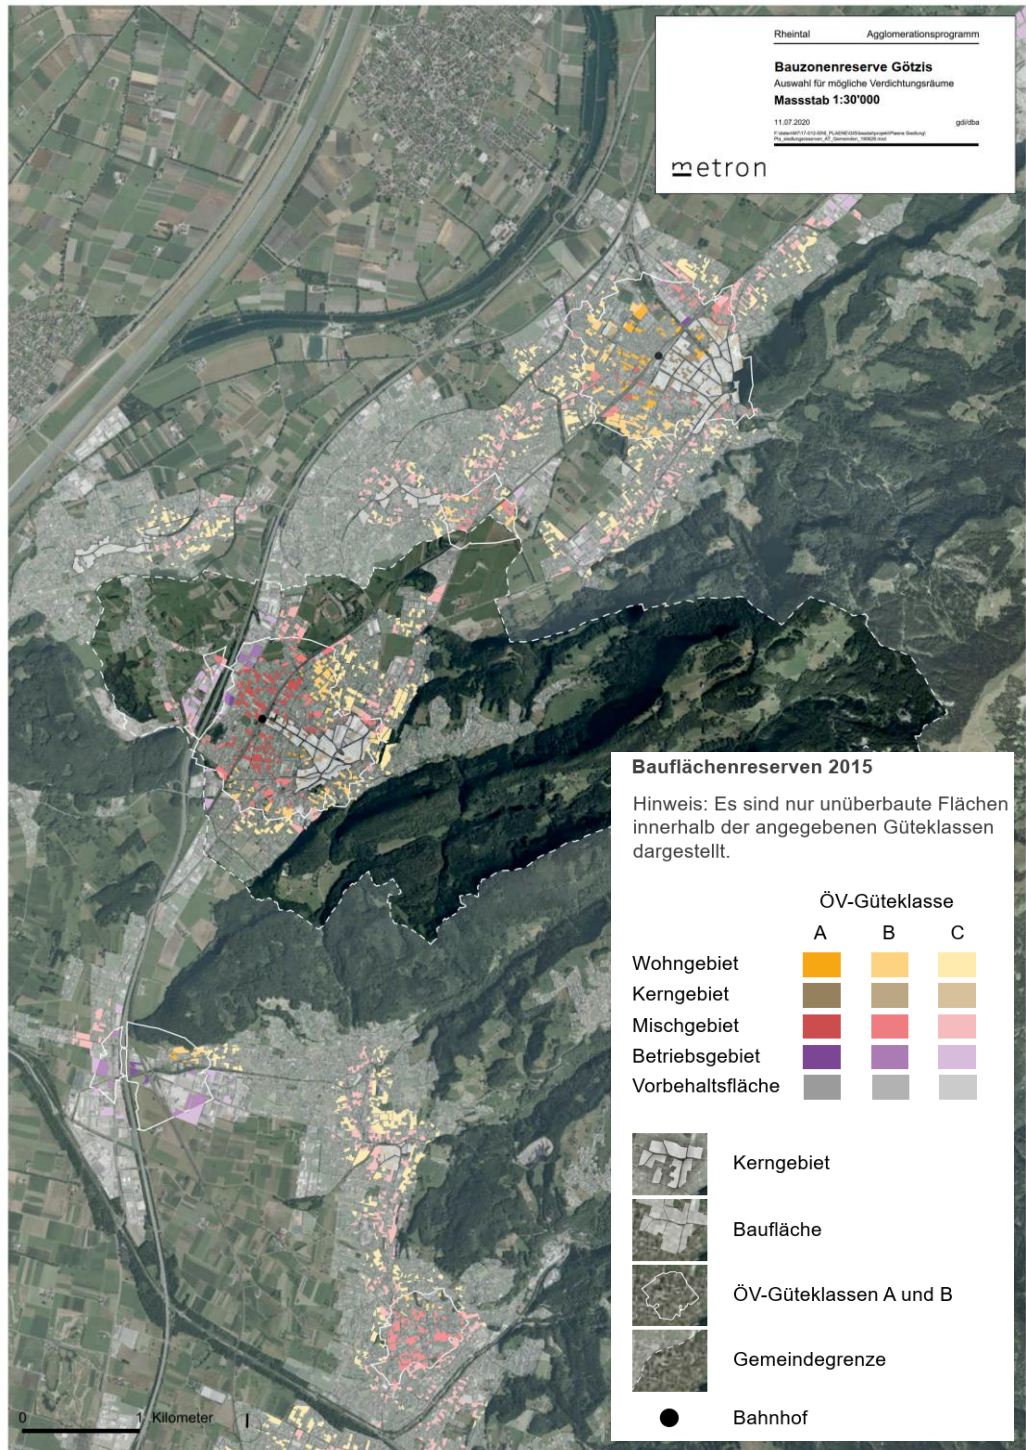 Rheintal Agglomerationsprogramm
Bauzonenreserve Götzis
Auswahl für mögliche Verdichtungsräume
Massstab 1:30'000
11.07.2020 gdi/dba
metron
Bauflächenreserven 2015
Hinweis: Es sind nur unüberbaute Flächen
innerhalb der angegebenen Güteklassen
dargestellt.
ÖV-Güteklasse
A B C
Wohngebiet
Kerngebiet
Mischgebiet
Betriebsgebiet
Vorbehaltsfläche
Kerngebiet
Baufläche
ÖV-Güteklassen A und B
Gemeindegrenze
Bahnhof
0 1 Kilometer